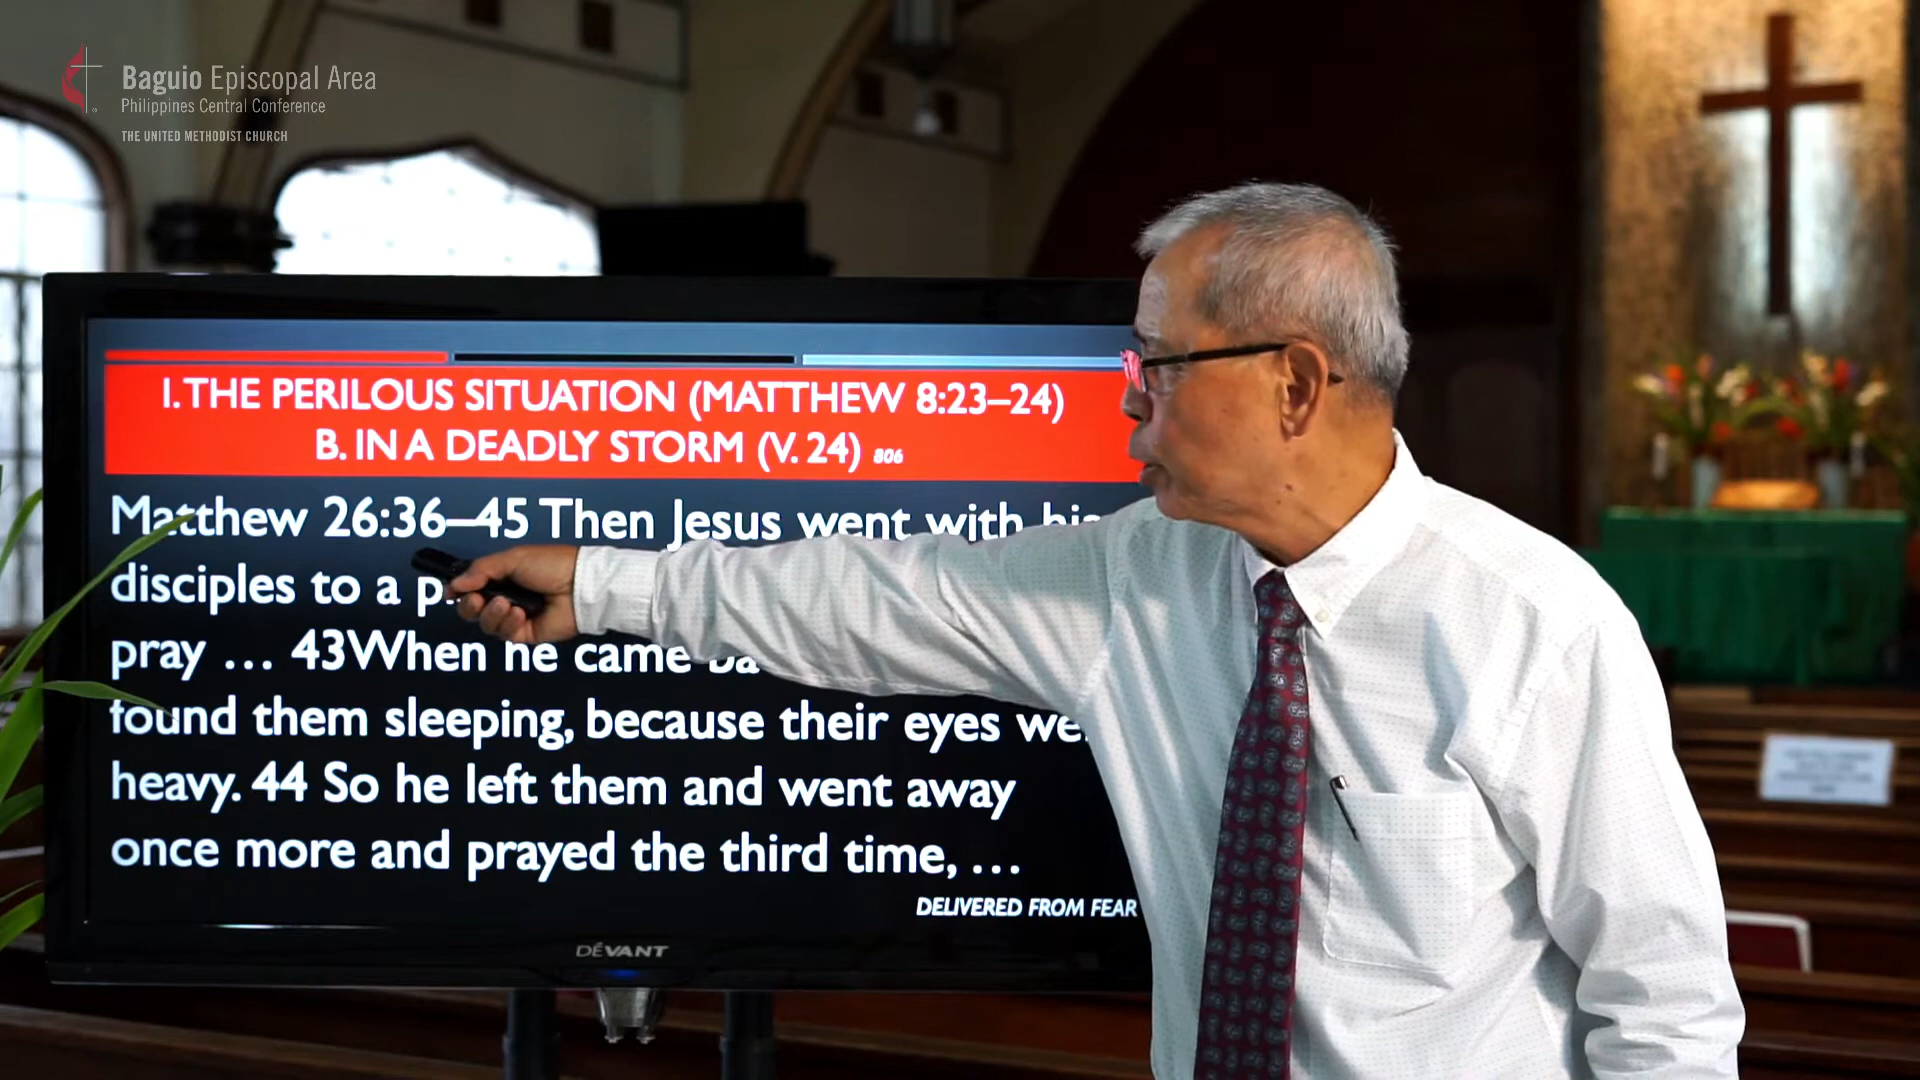 Baguio Episcopal Area
Philippines Central Conference
THE UNITED METHODIST CHURCH
I. THE PERILOUS SITUATION (MATTHEW 8:23–24)
B. IN A DEADLY STORM (V. 24) 806
Matthew 26:36–45 Then Jesus went with his
disciples to a
pray … 43When he came
found them sleeping, because their eyes
heavy. 44 So he left them and went away
once more and prayed the third time, …
DELIVERED FROM FEAR
DEVANT